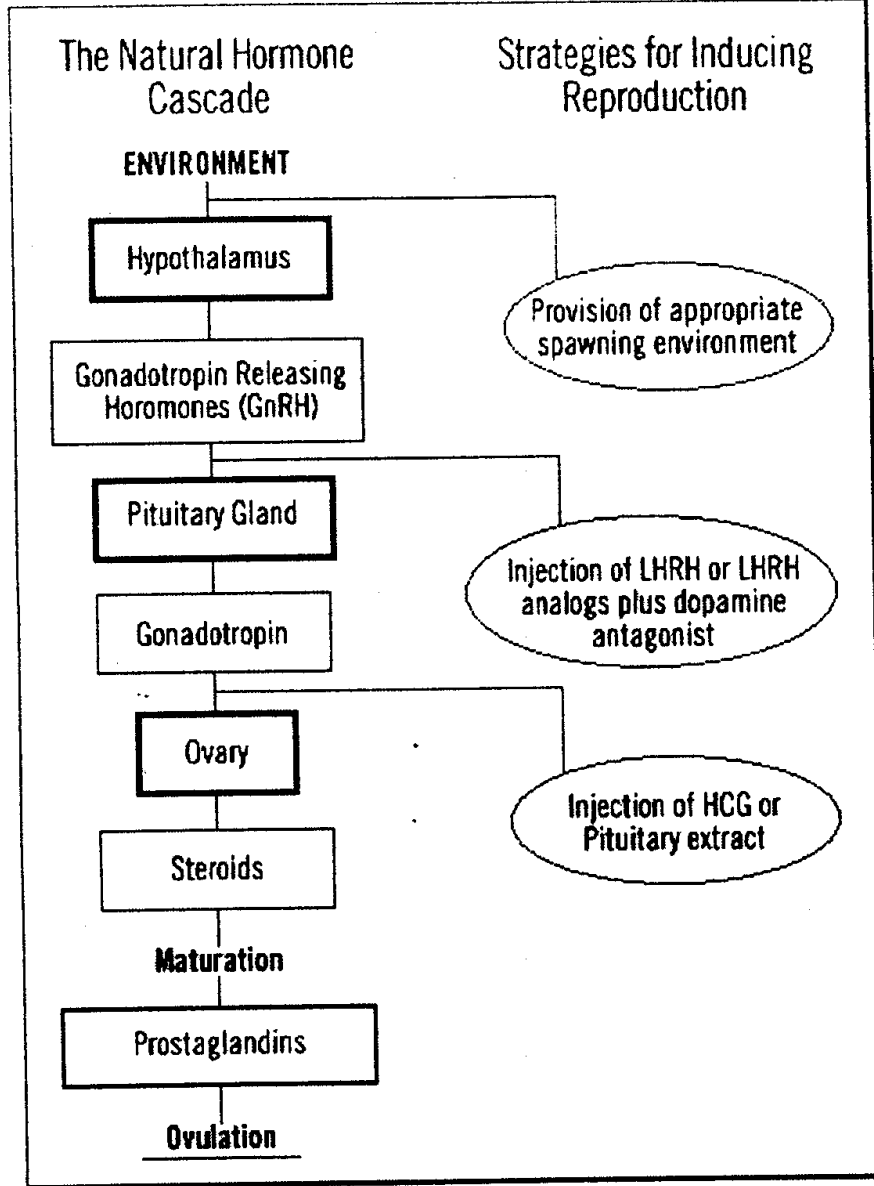 The Natural Hormone
Cascade
Strategies for Inducing
Reproduction
ENVIRONMENT
Hypothalamus
Provision of appropriate
spawning environment
Gonadotropin Releasing
Horomones (GnRH)
Pituitary Gland
Injection of LHRH or LHRH
analogs plus dopamine
antagonist
Gonadotropin
Ovary
Injection of HCG or
Pituitary extract
Steroids
Maturation
Prostaglandins
Ovulation